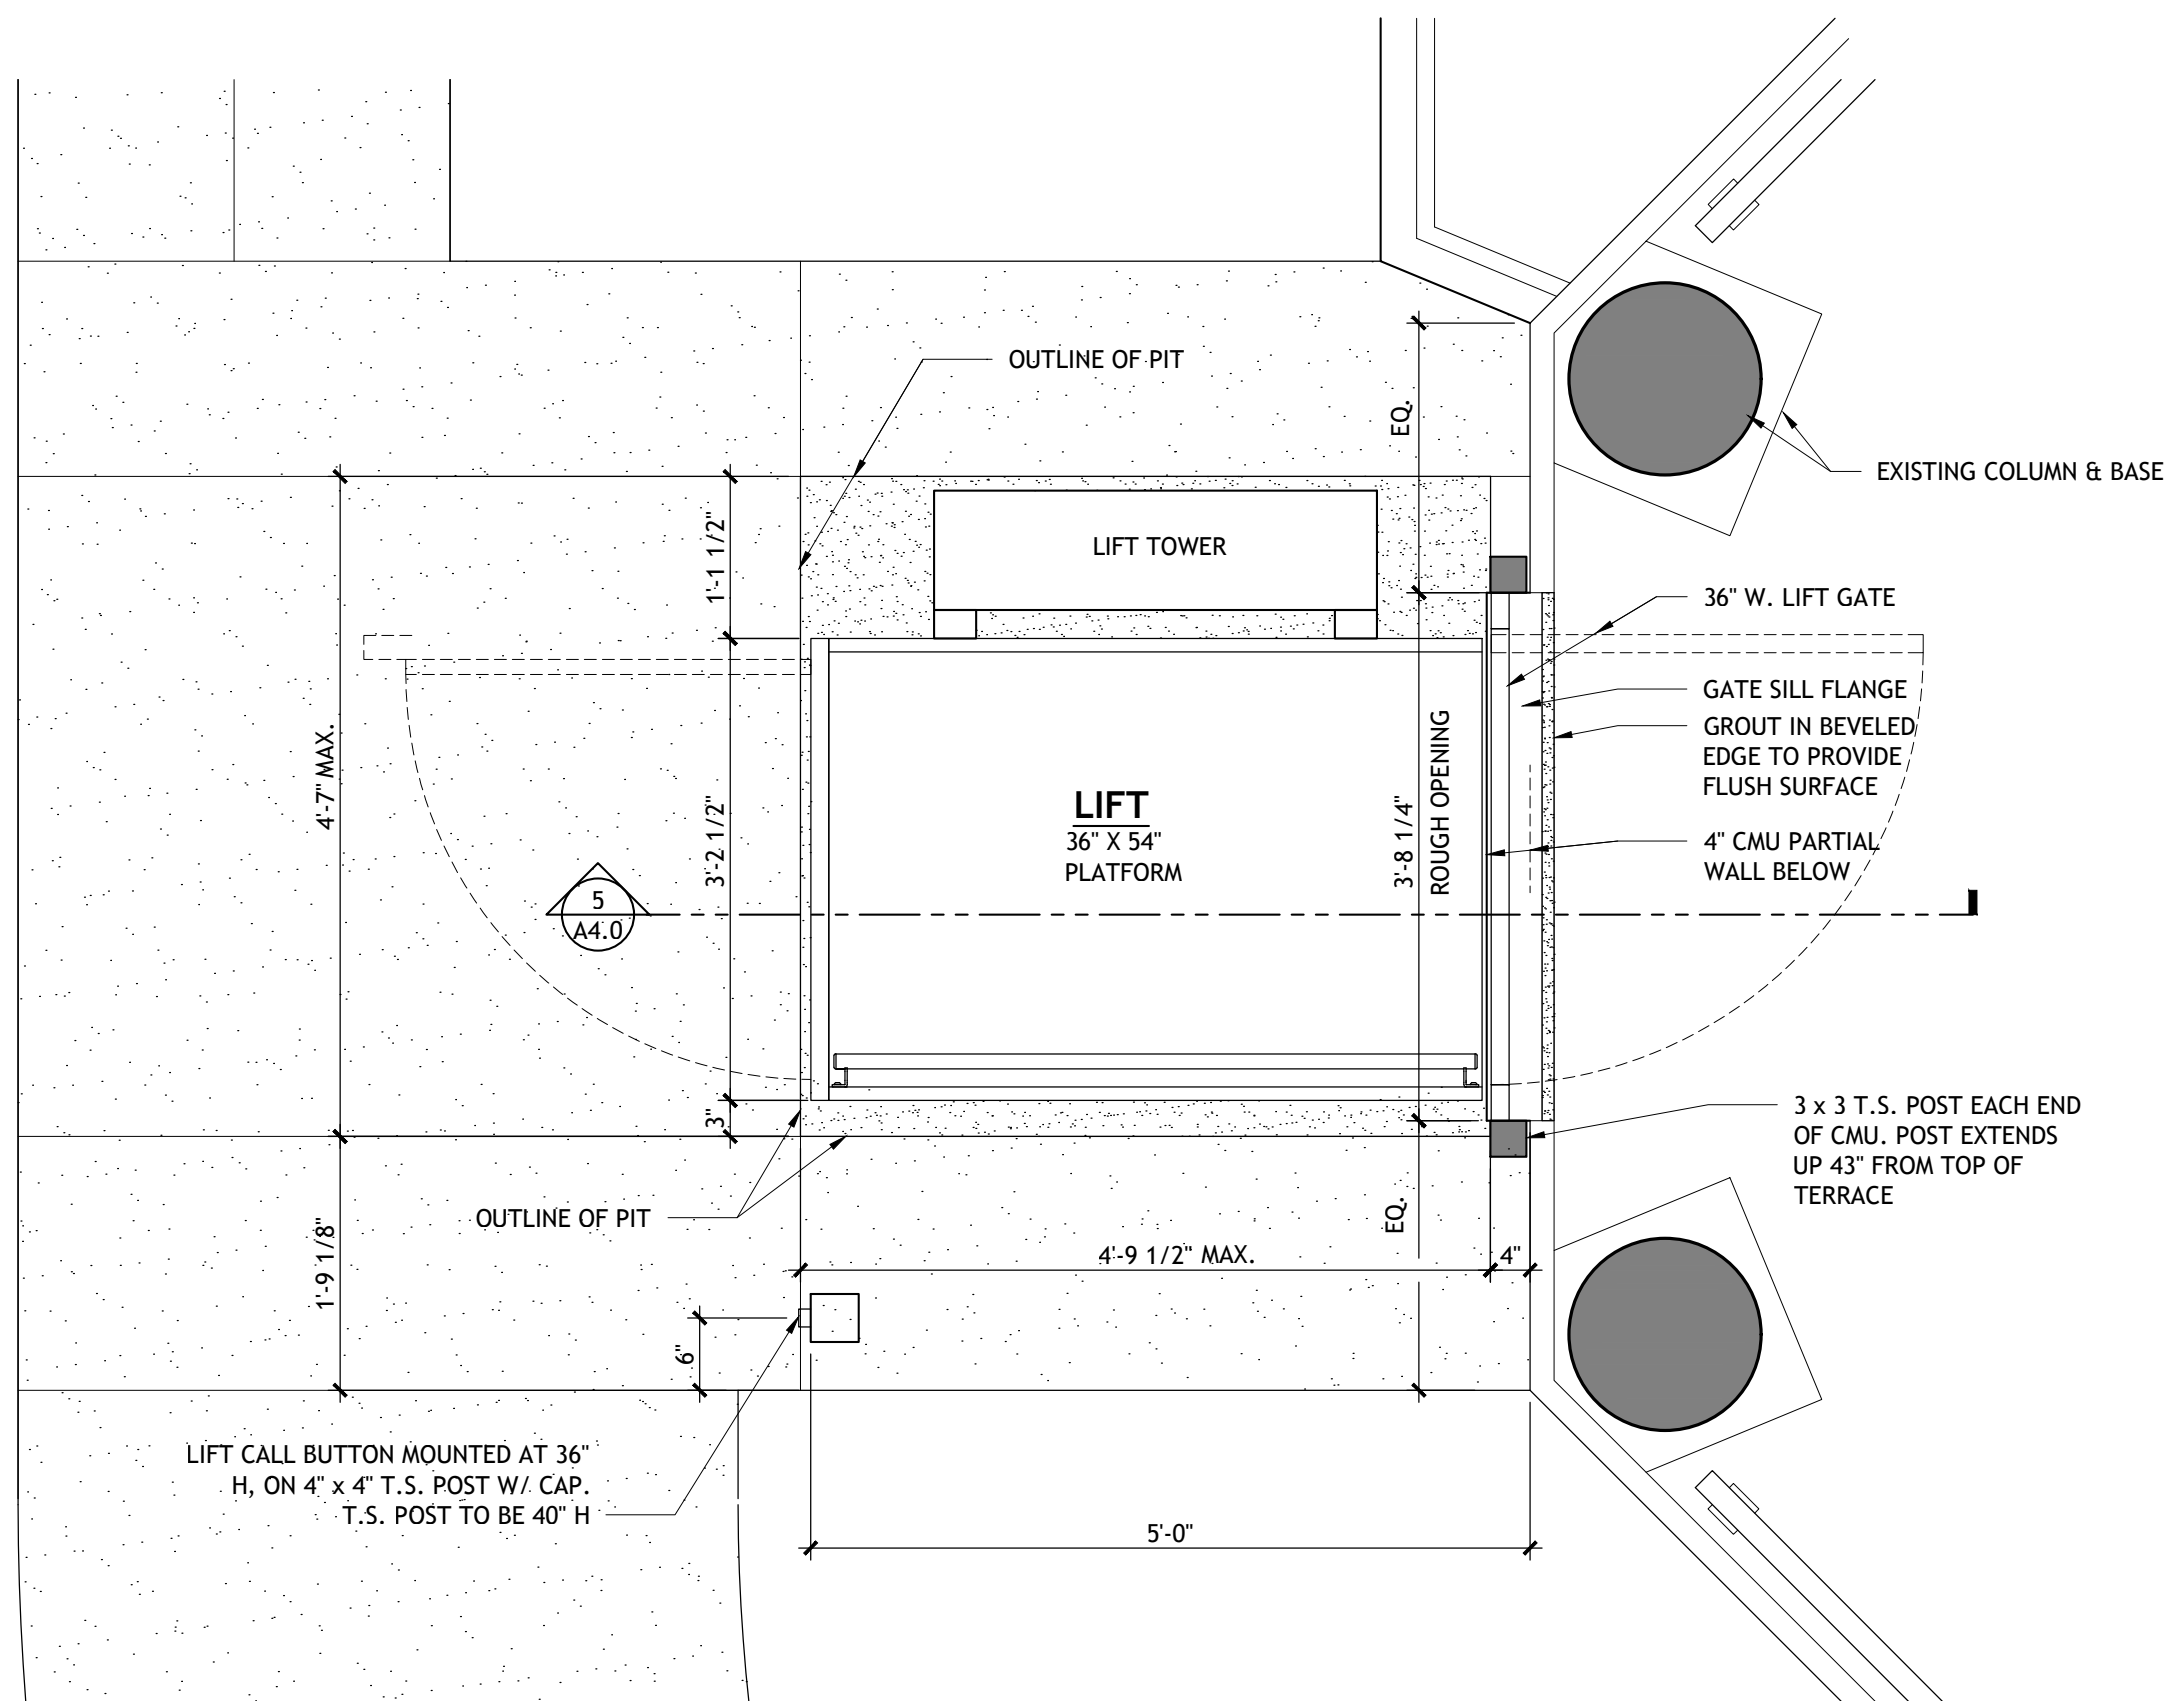 OUTLINE OF PIT
EQ.
EXISTING COLUMN & BASE
1'-1 1/2"
LIFT TOWER
36" W. LIFT GATE
GATE SILL FLANGE
GROUT IN BEVELED
EDGE TO PROVIDE
FLUSH SURFACE
4'-7" MAX.
3'-2 1/2"
LIFT
36" X 54"
PLATFORM
3'-8 1/4"
ROUGH OPENING
4" CMU PARTIAL
WALL BELOW
5
A4.0
3"
3 x 3 T.S. POST EACH END
OF CMU. POST EXTENDS
UP 43" FROM TOP OF
TERRACE
OUTLINE OF PIT
EQ.
1'-9 1/8"
4'-9 1/2" MAX.
4"
6"
LIFT CALL BUTTON MOUNTED AT 36"
H, ON 4" x 4" T.S. POST W/ CAP.
T.S. POST TO BE 40" H
5'-0"